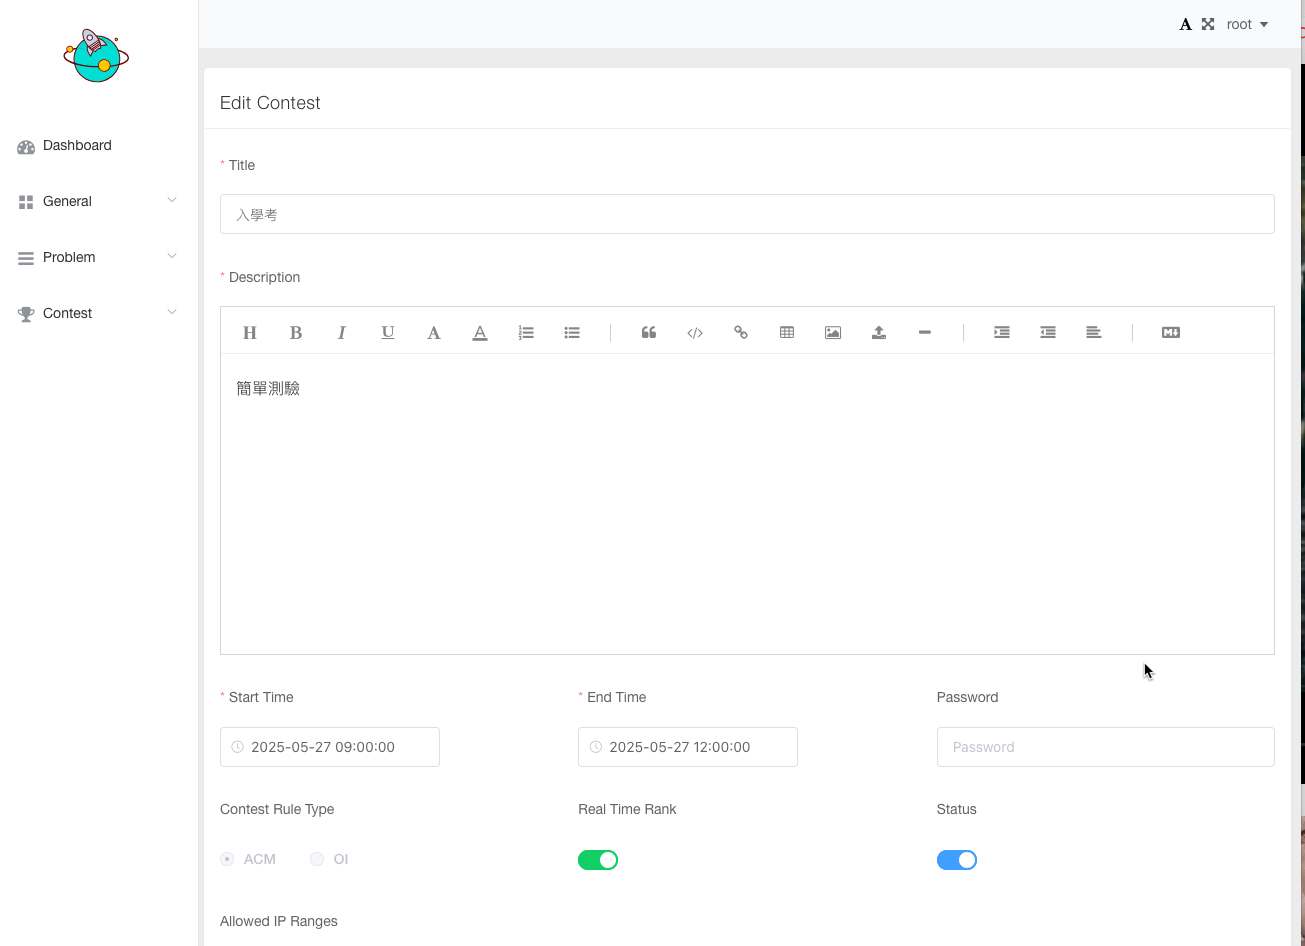 A root
Dashboard
General
Problem
Contest
Edit Contest
* Title
入學考
* Description
H B I U A A
簡單測驗
* Start Time * End Time Password
2025-05-27 09:00:00 2025-05-27 12:00:00 Password
Contest Rule Type Real Time Rank Status
ACM OI
Allowed IP Ranges